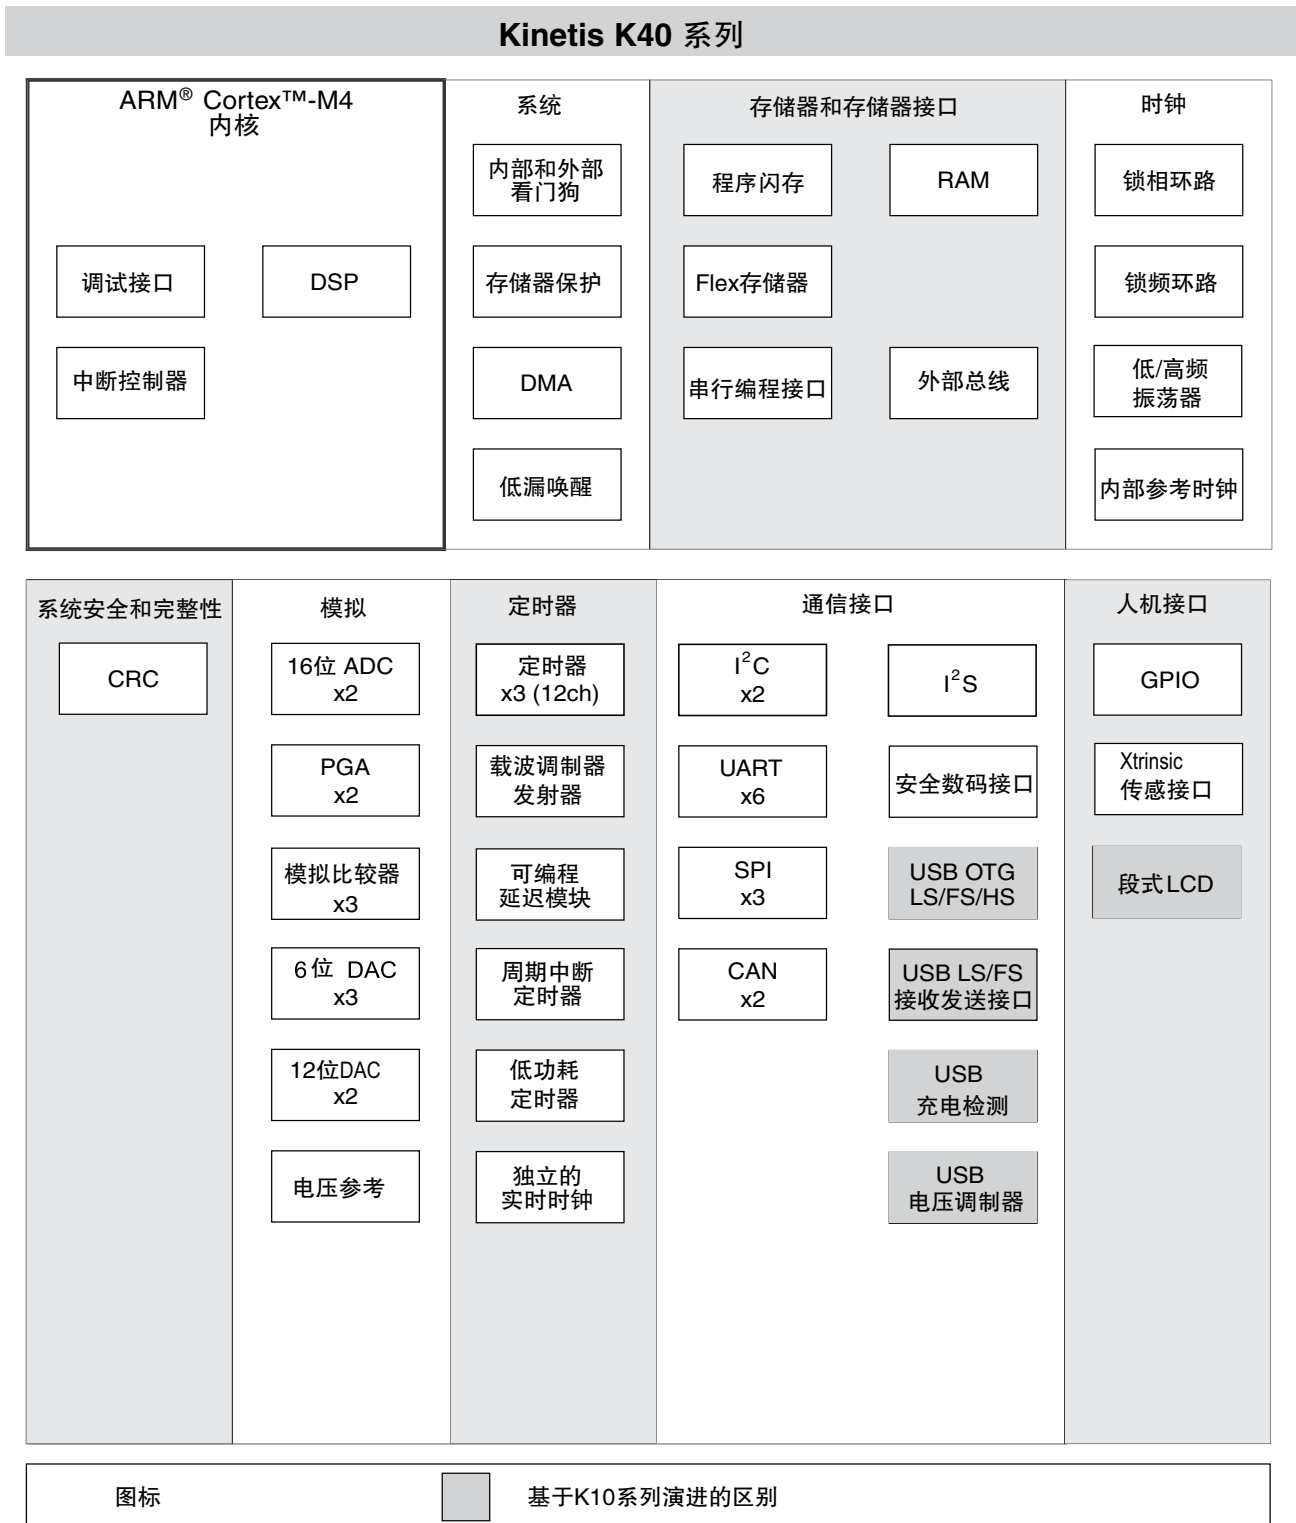 Kinetis K40 系列
ARM® Cortex™-M4
内核
调试接口
DSP
中断控制器
系统
内部和外部
看门狗
存储器保护
DMA
低漏唤醒
存储器和存储器接口
程序闪存
RAM
Flex存储器
串行编程接口
外部总线
时钟
锁相环路
锁频环路
低/高频
振荡器
内部参考时钟
系统安全和完整性
CRC
模拟
16位 ADC
x2
PGA
x2
模拟比较器
x3
6位 DAC
x3
12位DAC
x2
电压参考
定时器
定时器
x3 (12ch)
载波调制器
发射器
可编程
延迟模块
周期中断
定时器
低功耗
定时器
独立的
实时时钟
通信接口
I²C
x2
I²S
UART
x6
安全数码接口
SPI
x3
USB OTG
LS/FS/HS
CAN
x2
USB LS/FS
接收发送接口
USB
充电检测
USB
电压调制器
人机接口
GPIO
Xtrinsic
传感接口
段式LCD
图标
基于K10系列演进的区别